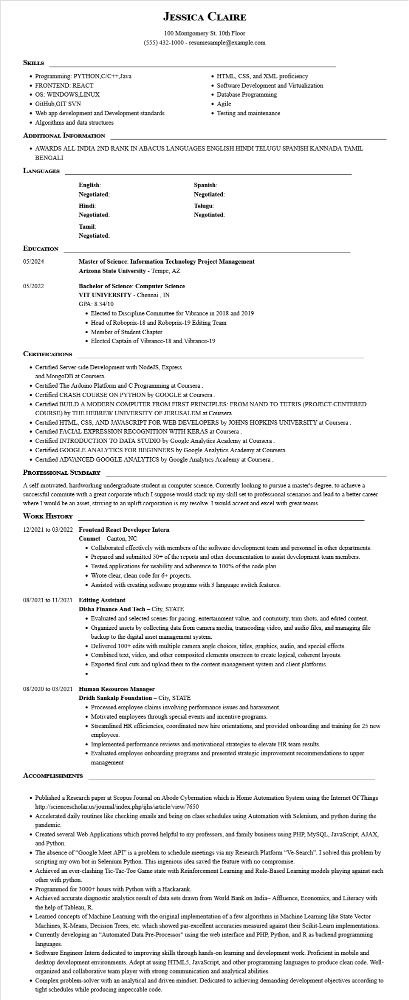 Jessica Claire
100 Montgomery St. 10th Floor
(555) 432-1000 - resumesample@example.com
Skills
• Programming: PYTHON,C/C++,Java
• FRONTEND: REACT
• OS: WINDOWS,LINUX
• GitHub,GIT SVN
• Web app development and Development standards
• Algorithms and data structures
• HTML, CSS, and XML proficiency
• Software Development and Virtualization
• Database Programming
• Agile
• Testing and maintenance
Additional Information
• AWARDS ALL INDIA 2ND RANK IN ABACUS LANGUAGES ENGLISH HINDI TELUGU SPANISH KANNADA TAMIL
BENGALI
Languages
English: Spanish:
Negotiated: Negotiated:
Hindi: Telugu:
Negotiated: Negotiated:
Tamil:
Negotiated:
Education
05/2024 Master of Science: Information Technology Project Management
Arizona State University - Tempe, AZ
05/2022 Bachelor of Science: Computer Science
VIT UNIVERSITY - Chennai , IN
GPA: 8.34/10
• Elected to Discipline Committee for Vibrance in 2018 and 2019
• Head of Roboprix-18 and Roboprix-19 Editing Team
• Member of Student Chapter
• Elected Captain of Vibrance-18 and Vibrance-19
Certifications
• Certified Server-side Development with NodeJS, Express
and MongoDB at Coursera.
• Certified The Arduino Platform and C Programming at Coursera .
• Certified CRASH COURSE ON PYTHON by GOOGLE at Coursera .
• Certified BUILD A MODERN COMPUTER FROM FIRST PRINCIPLES: FROM NAND TO TETRIS (PROJECT-CENTERED
COURSE) by THE HEBREW UNIVERSITY OF JERUSALEM at Coursera .
• Certified HTML, CSS, AND JAVASCRIPT FOR WEB DEVELOPERS by JOHNS HOPKINS UNIVERSITY at Coursera .
• Certified FACIAL EXPRESSION RECOGNITION WITH KERAS at Coursera .
• Certified INTRODUCTION TO DATA STUDIO by Google Analytics Academy at Coursera .
• Certified GOOGLE ANALYTICS FOR BEGINNERS by Google Analytics Academy at Coursera .
• Certified ADVANCED GOOGLE ANALYTICS by Google Analytics Academy at Coursera .
Professional Summary
A self-motivated, hardworking undergraduate student in computer science, Currently looking to pursue a master's degree, to achieve a
successful commute with a great corporate which I suppose would stack up my skill set to professional scenarios and lead to a better career
where I would be an asset, striving to an uplift corporation is my resolve. I would accent and excel with great teams.
Work History
12/2021 to 03/2022 Frontend React Developer Intern
Conmet – Canton, NC
• Collaborated effectively with members of the software development team and personnel in other departments.
• Prepared and submitted 50+ of the reports and other documentation to assist development team members.
• Tested applications for usability and adherence to 100% of the code plan.
• Wrote clear, clean code for 6+ projects.
• Assisted with creating software programs with 3 language switch features.
08/2021 to 11/2021 Editing Assistant
Disha Finance And Tech – City, STATE
• Evaluated and selected scenes for pacing, entertainment value, and continuity, trim shots, and edited content.
• Organized assets by collecting data from camera media, transcoding video, and audio files, and managing file
backup to the digital asset management system.
• Delivered 100+ edits with multiple camera angle choices, titles, graphics, audio, and special effects.
• Combined text, video, and other composited elements onscreen to create logical, coherent layouts.
• Exported final cuts and upload them to the content management system and client platforms.
•
08/2020 to 03/2021 Human Resources Manager
Dridh Sankalp Foundation – City, STATE
• Processed employee claims involving performance issues and harassment.
• Motivated employees through special events and incentive programs.
• Streamlined HR efficiencies, coordinated new hire orientations, and provided onboarding and training for 25 new
employees.
• Implemented performance reviews and motivational strategies to elevate HR team results.
• Evaluated employee onboarding programs and presented strategic improvement recommendations to upper
management
Accomplishments
• Published a Research paper at Scopus Journal on Abode Cybernation which is Home Automation System using the Internet Of Things
http://sciencescholar.us/journal/index.php/ijhs/article/view/7650
• Accelerated daily routines like checking emails and being on class schedules using Automation with Selenium, and python during the
pandemic.
• Created several Web Applications which proved helpful to my professors, and family business using PHP, MySQL, JavaScript, AJAX,
and Python.
• The absence of “Google Meet API” is a problem to schedule meetings via my Research Platform “Ve-Search”. I solved this problem by
scripting my own bot in Selenium Python. This ingenious idea saved the feature with no compromise.
• Achieved an ever-clashing Tic-Tac-Toe Game state with Reinforcement Learning and Rule-Based Learning models playing against each
other with python.
• Programmed for 3000+ hours with Python with a Hackarank.
• Achieved accurate diagnostic analytics result of data sets drawn from World Bank on India~ Affluence, Economics, and Literacy with
the help of Tableau, R.
• Learned concepts of Machine Learning with the original implementation of a few algorithms in Machine Learning like State Vector
Machines, K-Means, Decision Trees, etc. which showed par-excellent accuracies measured against their Scikit-Learn implementations.
• Currently developing an “Automated Data Pre-Processor" using the web interface and PHP, Python, and R as backend programming
languages.
• Software Engineer Intern dedicated to improving skills through hands-on learning and development work. Proficient in mobile and
desktop development environments. Adept at using HTML5, JavaScript, and other programming languages to produce clean code. Well-
organized and collaborative team player with strong communication and analytical abilities.
• Complex problem-solver with an analytical and driven mindset. Dedicated to achieving demanding development objectives according to
tight schedules while producing impeccable code.